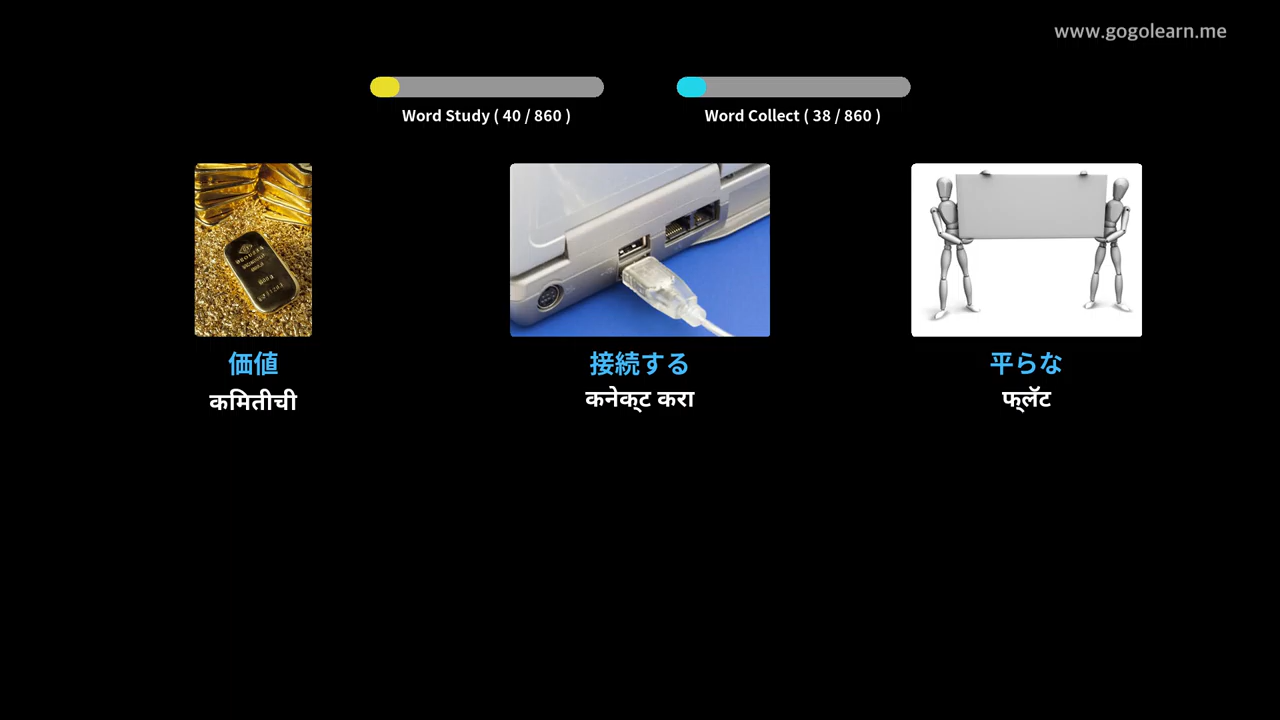 www.gogolearn.me
Word Study ( 40 / 860 )
Word Collect ( 38 / 860 )
価値
接続する
平らな
कमितीची
कनेक्ट करा
फ्लॅट